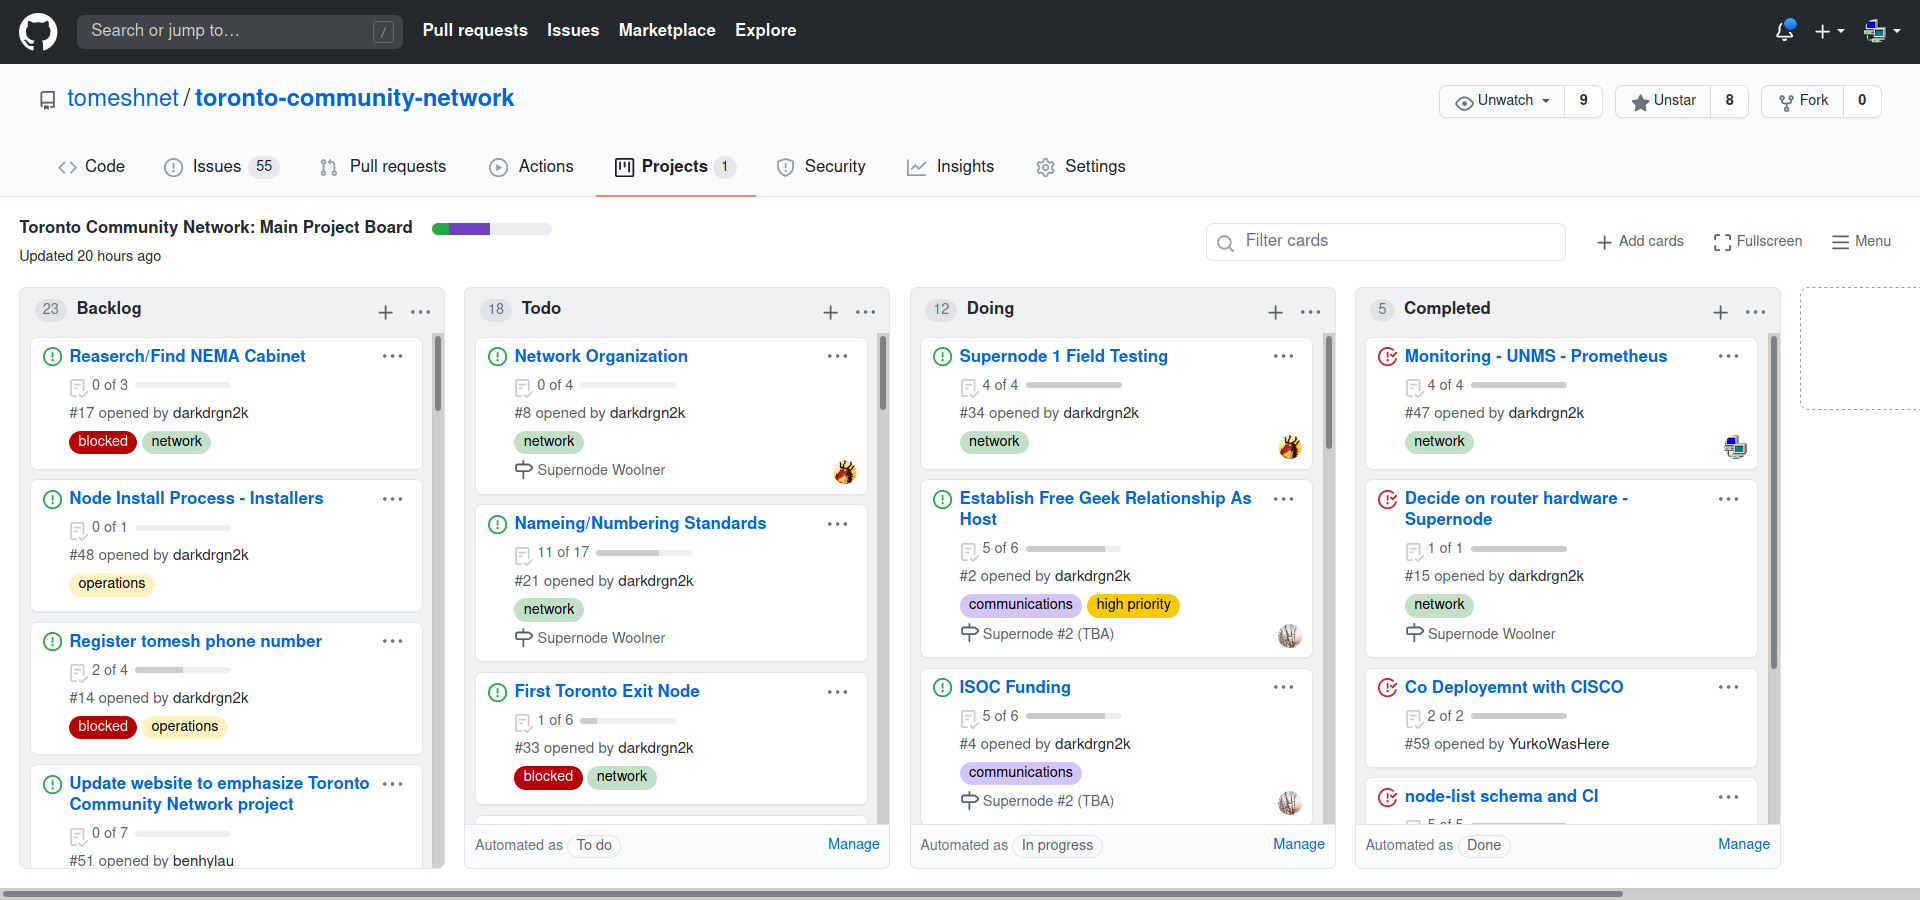 Search or jump to…
/
Pull requests
Issues
Marketplace
Explore
tomeshnet / toronto-community-network
Unwatch 9
Unstar 8
Fork 0
Code
Issues 55
Pull requests
Actions
Projects 1
Security
Insights
Settings
Toronto Community Network: Main Project Board
Updated 20 hours ago
Filter cards
Add cards
Fullscreen
Menu
23 Backlog
Reaserch/Find NEMA Cabinet
0 of 3
#17 opened by darkdrgn2k
blocked network
Node Install Process - Installers
0 of 1
#48 opened by darkdrgn2k
operations
Register tomesh phone number
2 of 4
#14 opened by darkdrgn2k
blocked operations
Update website to emphasize Toronto
Community Network project
0 of 7
#51 opened by benhylau
18 Todo
Network Organization
0 of 4
#8 opened by darkdrgn2k
network
Supernode Woolner
Nameing/Numbering Standards
11 of 17
#21 opened by darkdrgn2k
network
Supernode Woolner
First Toronto Exit Node
1 of 6
#33 opened by darkdrgn2k
blocked network
Automated as To do
Manage
12 Doing
Supernode 1 Field Testing
4 of 4
#34 opened by darkdrgn2k
network
Establish Free Geek Relationship As
Host
5 of 6
#2 opened by darkdrgn2k
communications high priority
Supernode #2 (TBA)
ISOC Funding
5 of 6
#4 opened by darkdrgn2k
communications
Supernode #2 (TBA)
Automated as In progress
Manage
5 Completed
Monitoring - UNMS - Prometheus
4 of 4
#47 opened by darkdrgn2k
network
Decide on router hardware -
Supernode
1 of 1
#15 opened by darkdrgn2k
network
Supernode Woolner
Co Deployemnt with CISCO
2 of 2
#59 opened by YurkoWasHere
node-list schema and CI
5 of 5
Automated as Done
Manage